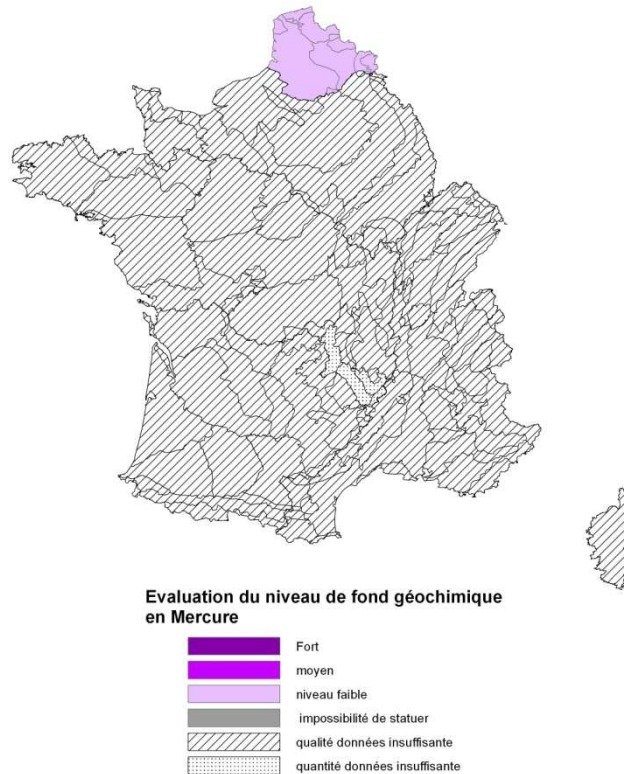 Evaluation du niveau de fond géochimique
en Mercure
Fort
moyen
niveau faible
impossibilité de statuer
qualité données insuffisante
quantité données insuffisante